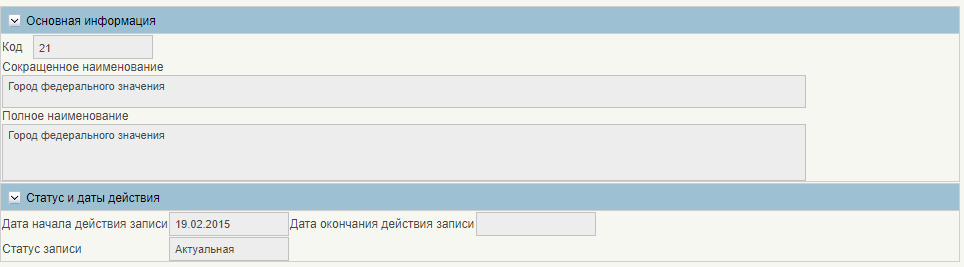 Основная информация
Код 21
Сокращенное наименование
Город федерального значения
Полное наименование
Город федерального значения
Статус и даты действия
Дата начала действия записи 19.02.2015 Дата окончания действия записи
Статус записи Актуальная